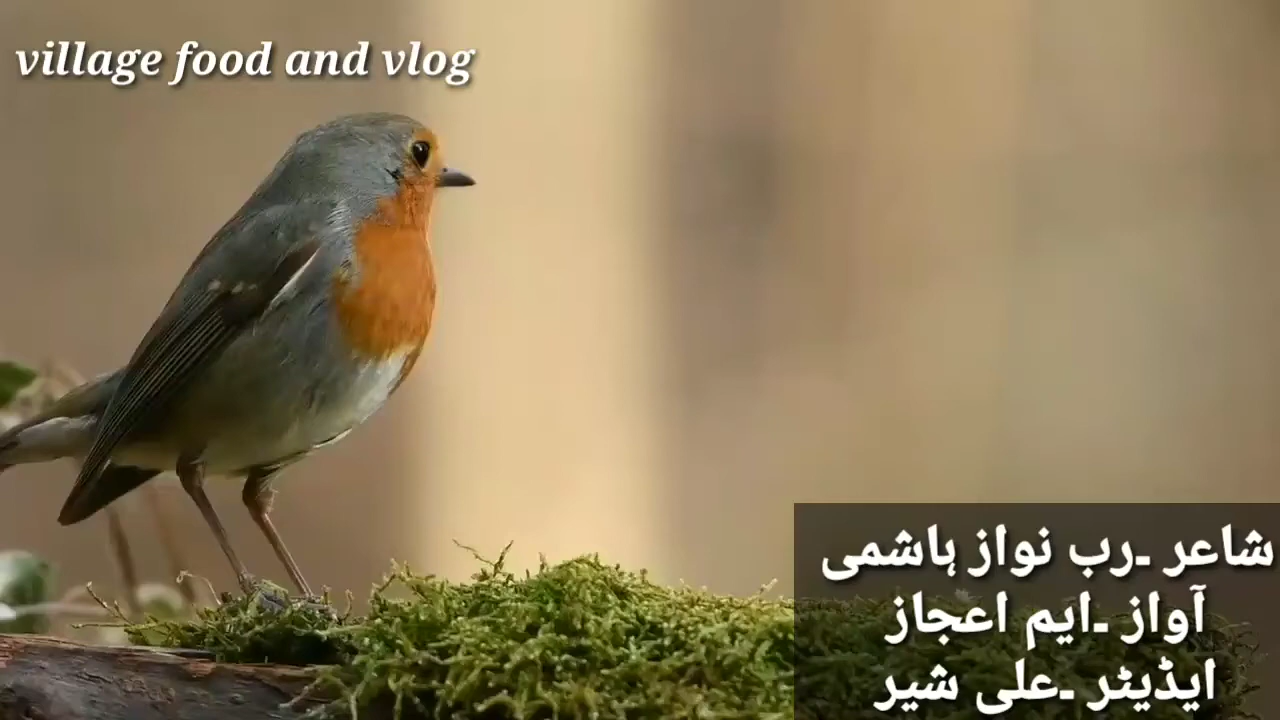 village food and vlog
شاعر ۔رب نواز ہاشمی
آواز ۔ایم اعجاز
ایڈیٹر ۔علی شیر